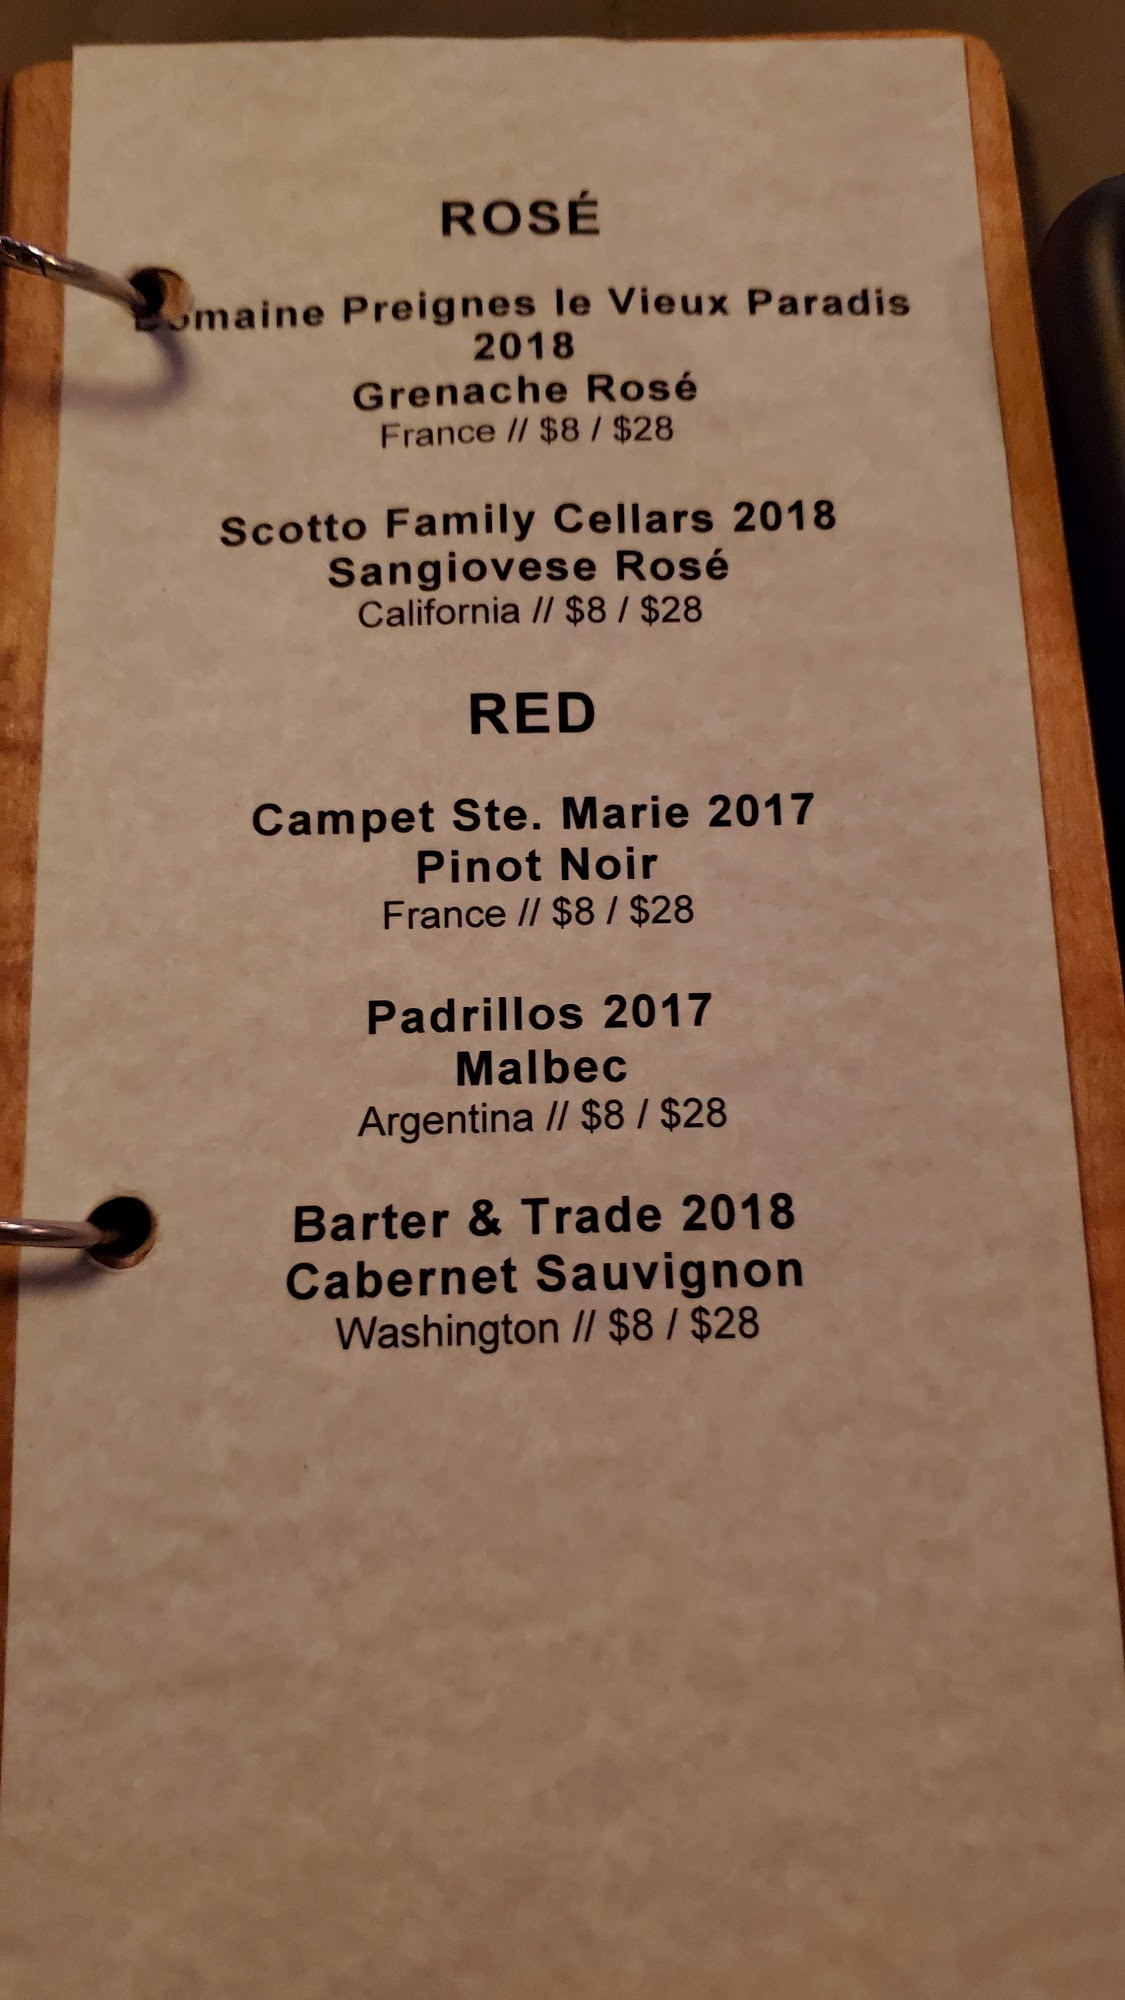 ROSÉ
Domaine Preignes le Vieux Paradis
2018
Grenache Rosé
France // $8 / $28
Scotto Family Cellars 2018
Sangiovese Rosé
California // $8 / $28
RED
Campet Ste. Marie 2017
Pinot Noir
France // $8 / $28
Padrillos 2017
Malbec
Argentina // $8 / $28
Barter & Trade 2018
Cabernet Sauvignon
Washington // $8 / $28